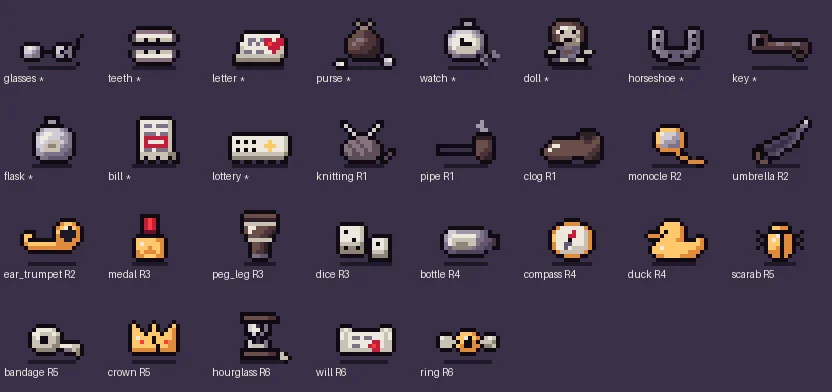 glasses * teeth * letter * purse * watch * doll * horseshoe * key *
flask * bill * lottery * knitting R1 pipe R1 clog R1 monocle R2 umbrella R2
ear_trumpet R2 medal R3 peg_leg R3 dice R3 bottle R4 compass R4 duck R4 scarab R5
bandage R5 crown R5 hourglass R6 will R6 ring R6